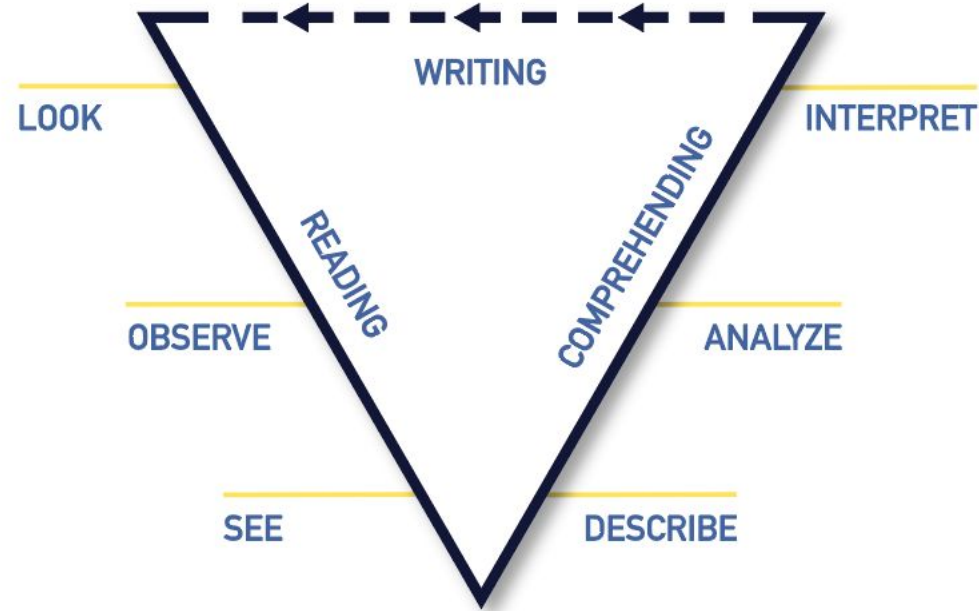 WRITING
LOOK
INTERPRET
READING
COMPREHENDING
OBSERVE
ANALYZE
SEE
DESCRIBE